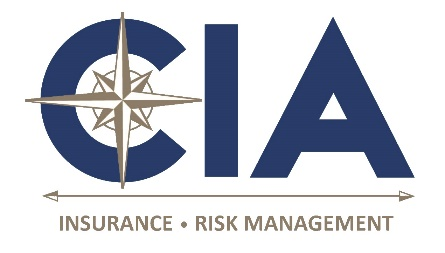 CIA
INSURANCE • RISK MANAGEMENT